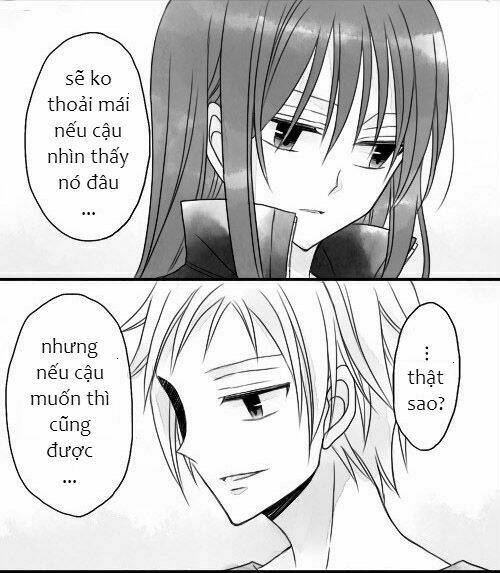 sẽ ko
thoải mái
nếu cậu
nhìn thấy
nó đâu
...
...
thật
sao?
nhưng
nếu cậu
muốn thì
cũng
được
...